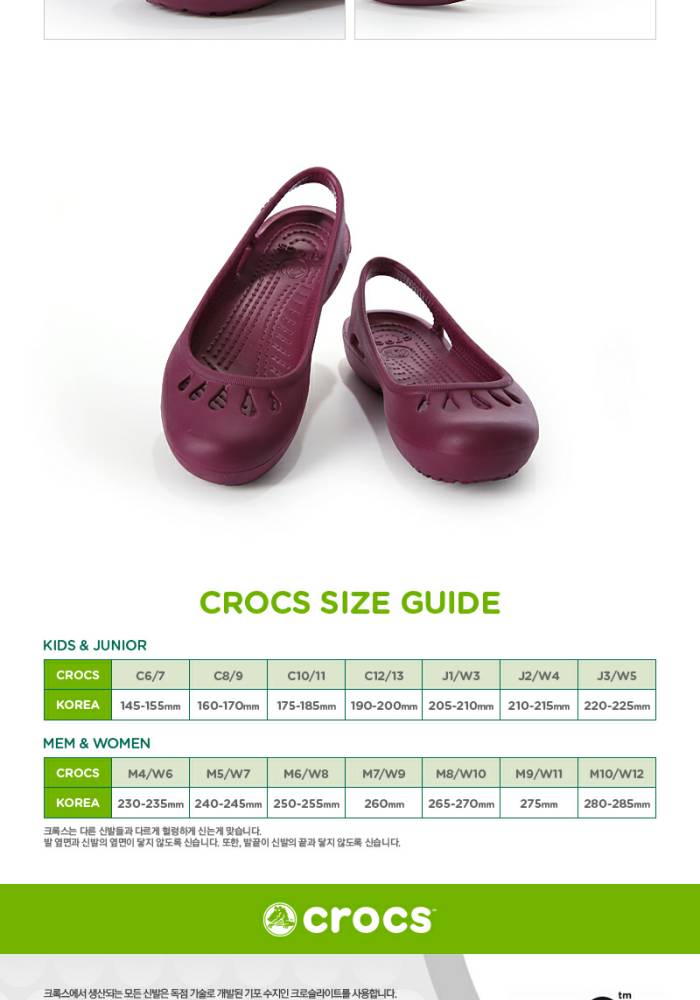 CROCS SIZE GUIDE
KIDS & JUNIOR
CROCS C6/7 C8/9 C10/11 C12/13 J1/W3 J2/W4 J3/W5
KOREA 145-155mm 160-170mm 175-185mm 190-200mm 205-210mm 210-215mm 220-225mm
MEM & WOMEN
CROCS M4/W6 M5/W7 M6/W8 M7/W9 M8/W10 M9/W11 M10/W12
KOREA 230-235mm 240-245mm 250-255mm 260mm 265-270mm 275mm 280-285mm
크록스는 다른 신발들과 다르게 헐렁하게 신는게 맞습니다.
발 옆면과 신발의 옆면이 닿지 않도록 신습니다. 또한, 발끝이 신발의 끝과 닿지 않도록 신습니다.
crocs™
크록스에서 생산되는 모든 신발은 독점 기술로 개발된 기포 수지인 크로슬라이트를 사용합니다.
tm